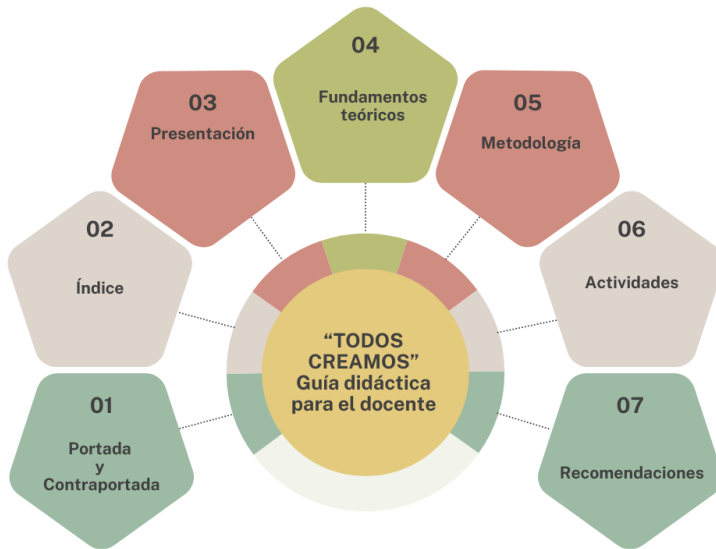 01
Portada
y
Contraportada
02
Índice
03
Presentación
04
Fundamentos
teóricos
05
Metodología
06
Actividades
07
Recomendaciones
“TODOS
CREAMOS”
Guía didáctica
para el docente